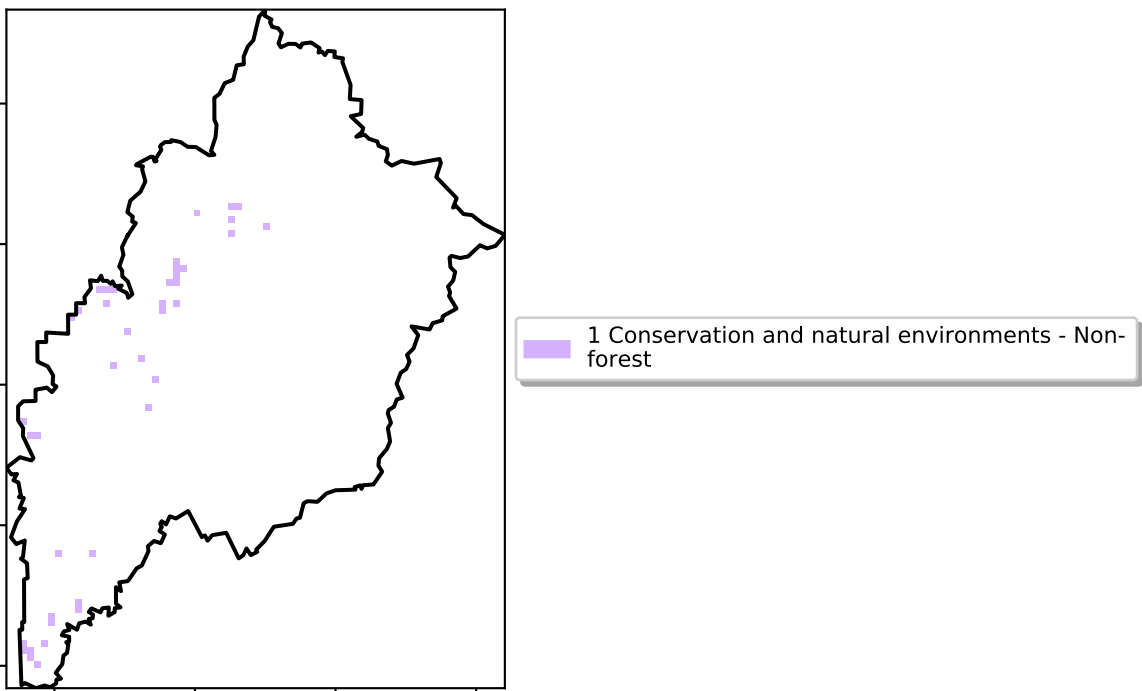 1 Conservation and natural environments - Non-
forest